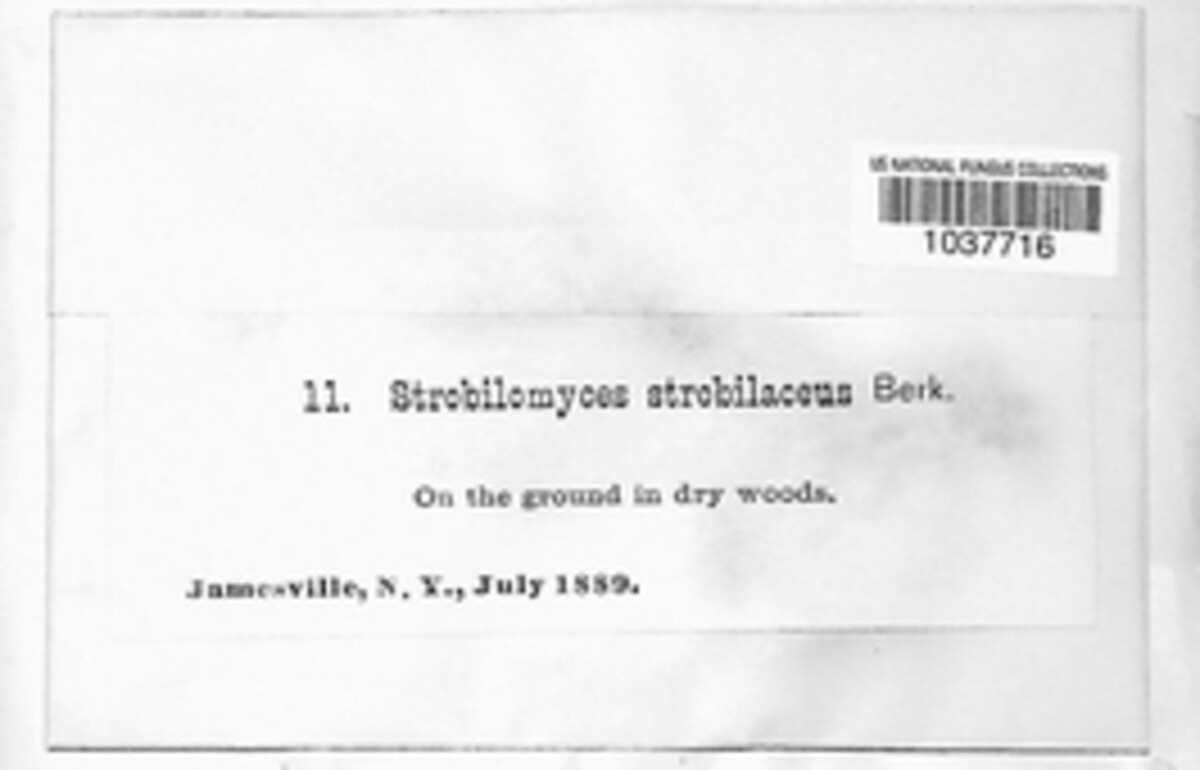 US NATIONAL FUNGUS COLLECTIONS
1037716
11. Strobilomyces strobilaceus Berk.
On the ground in dry woods.
Jamesville, N. Y., July 1889.